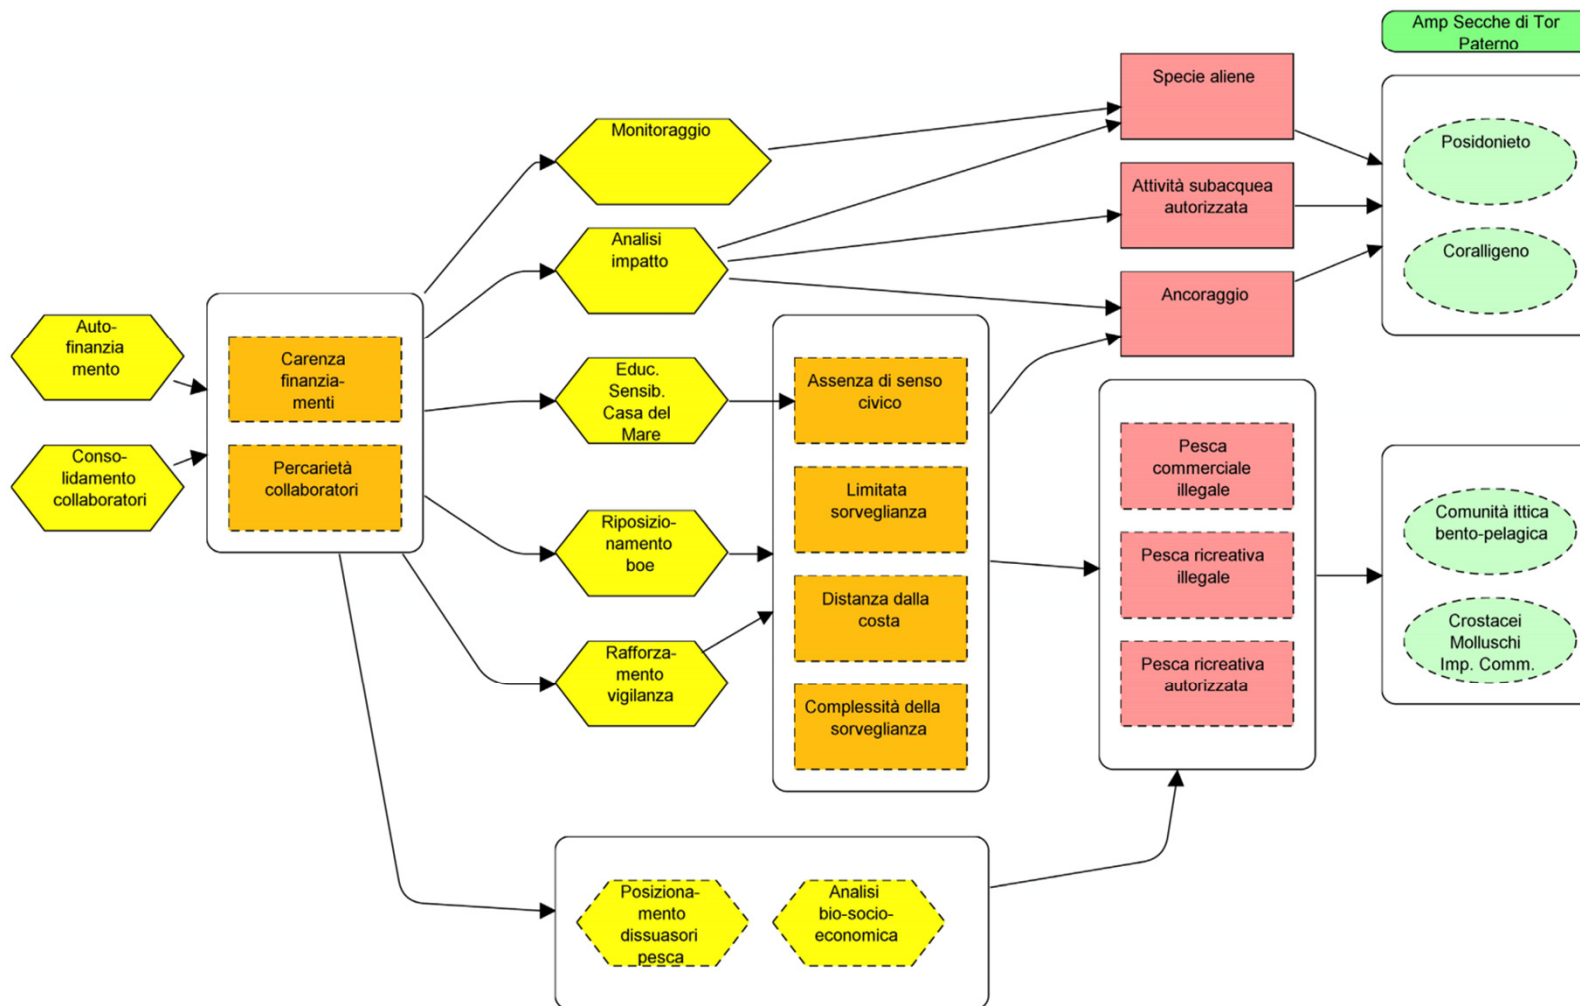 Amp Secche di Tor
Paterno
Specie aliene
Monitoraggio
Posidonieto
Attività subacquea
autorizzata
Analisi
impatto
Coralligeno
Ancoraggio
Auto-
finanzia
mento
Carenza
finanzia-
menti
Educ.
Sensib.
Casa del
Mare
Assenza di senso
civico
Conso-
lidamento
collaboratori
Percarietà
collaboratori
Pesca
commerciale
illegale
Limitata
sorveglianza
Riposizio-
namento
boe
Comunità ittica
bento-pelagica
Pesca ricreativa
illegale
Distanza dalla
costa
Crostacei
Molluschi
Imp. Comm.
Rafforza-
mento
vigilanza
Pesca ricreativa
autorizzata
Complessità della
sorveglianza
Posiziona-
mento
dissuasori
pesca
Analisi
bio-socio-
economica